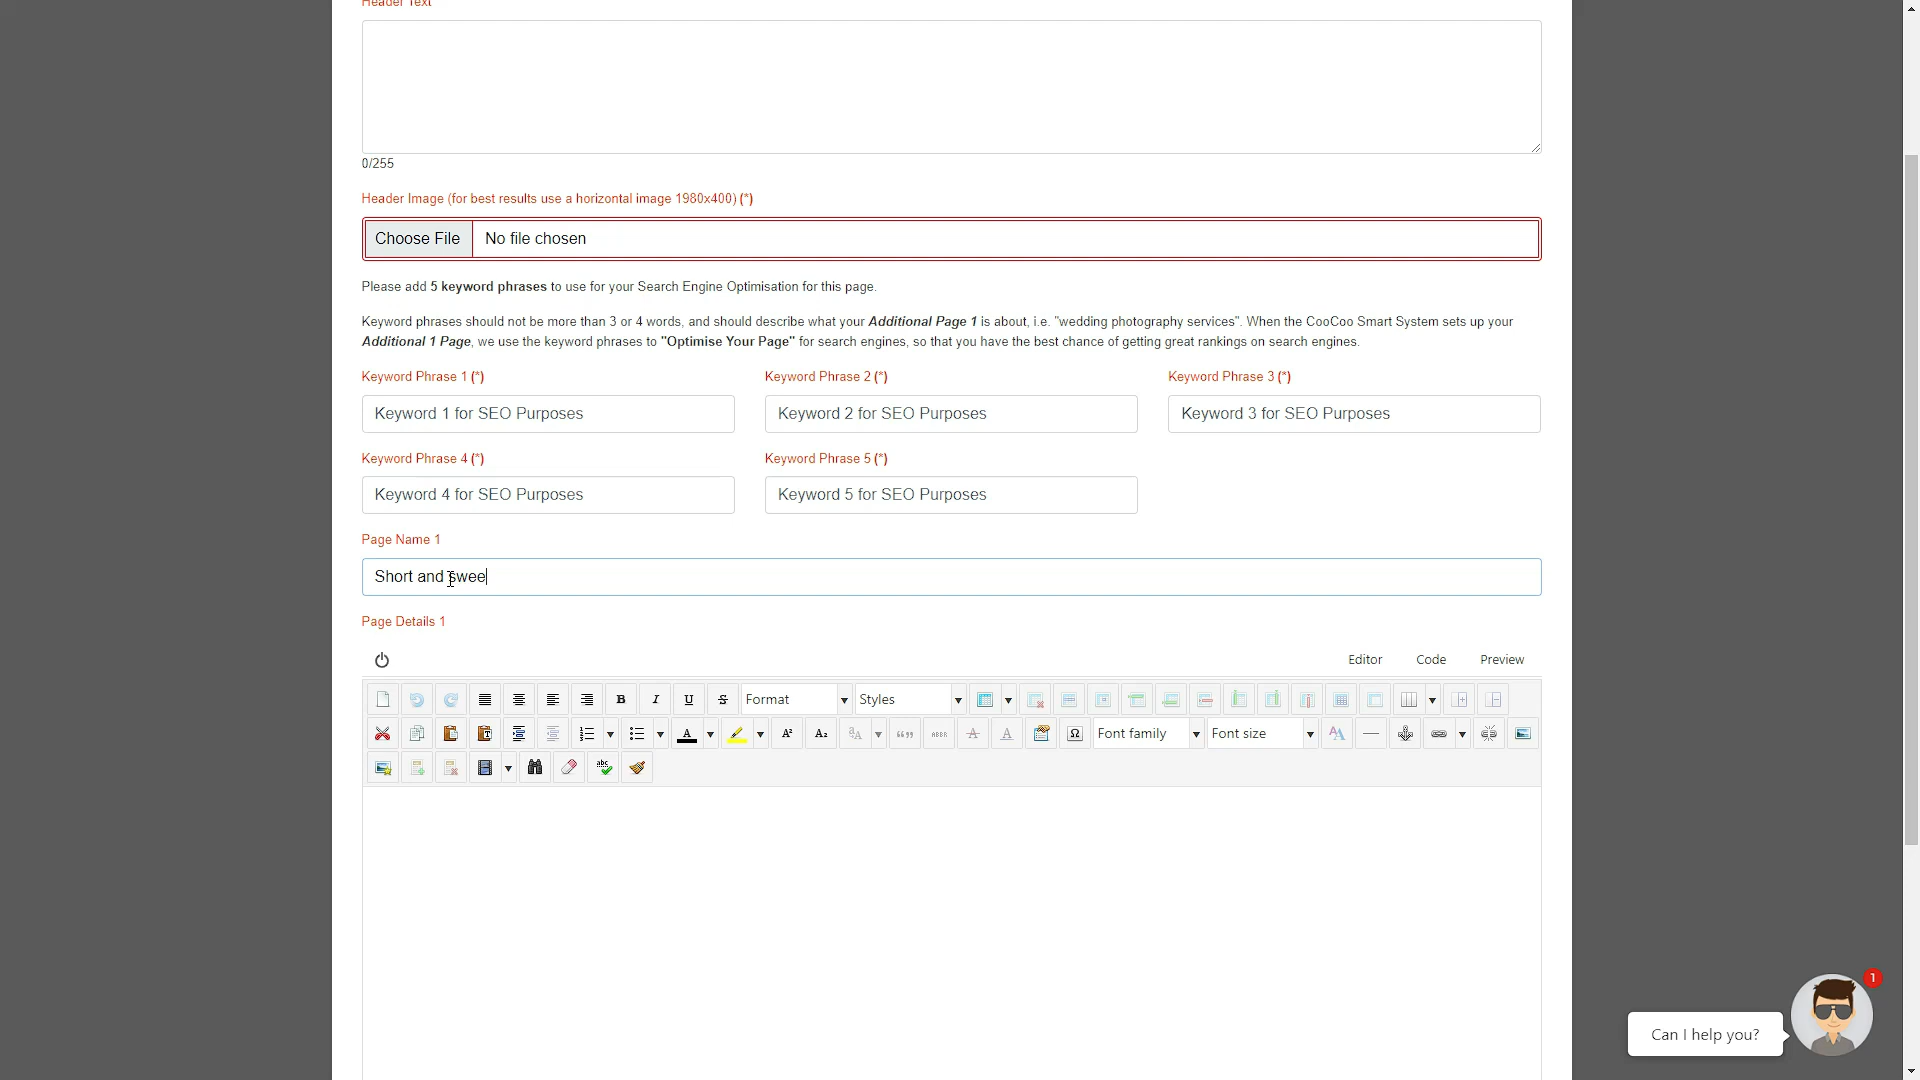 Header Text
0/255
Header Image (for best results use a horizontal image 1980x400) (*)
Choose File No file chosen
Please add 5 keyword phrases to use for your Search Engine Optimisation for this page.
Keyword phrases should not be more than 3 or 4 words, and should describe what your Additional Page 1 is about, i.e. "wedding photography services". When the CooCoo Smart System sets up your
Additional 1 Page, we use the keyword phrases to "Optimise Your Page" for search engines, so that you have the best chance of getting great rankings on search engines.
Keyword Phrase 1 (*) Keyword Phrase 2 (*) Keyword Phrase 3 (*)
Keyword 1 for SEO Purposes Keyword 2 for SEO Purposes Keyword 3 for SEO Purposes
Keyword Phrase 4 (*) Keyword Phrase 5 (*)
Keyword 4 for SEO Purposes Keyword 5 for SEO Purposes
Page Name 1
Short and swee
Page Details 1
Editor Code Preview
Format Styles
Font family Font size
1
Can I help you?